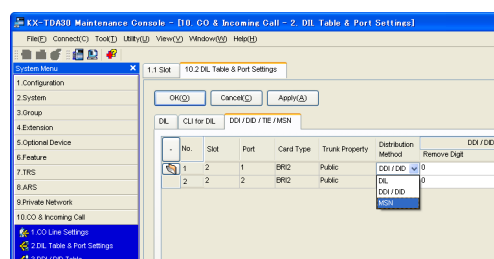 KX-TDA30 Maintenance Console - [10. CO & Incoming Call - 2. DIL Table & Port Settings]
File(F) Connect(C) Tool(T) Utility(U) View(V) Window(W) Help(H)
System Menu X
1.1 Slot 10.2 DIL Table & Port Settings
1.Configuration
2.System
3.Group
4.Extension
5.Optional Device
6.Feature
7.TRS
8.ARS
9.Private Network
10.CO & Incoming Call
1.CO Line Settings
2.DIL Table & Port Settings
3.DDI / DID Table
OK(O) Cancel(C) Apply(A)
DIL CLI for DIL DDI / DID / TIE / MSN
No. Slot Port Card Type Trunk Property Distribution Method DDI / DID
Remove Digit
1 2 1 BRI2 Public DDI / DID 0
2 2 2 BRI2 Public 0
DIL
DDI / DID
MSN